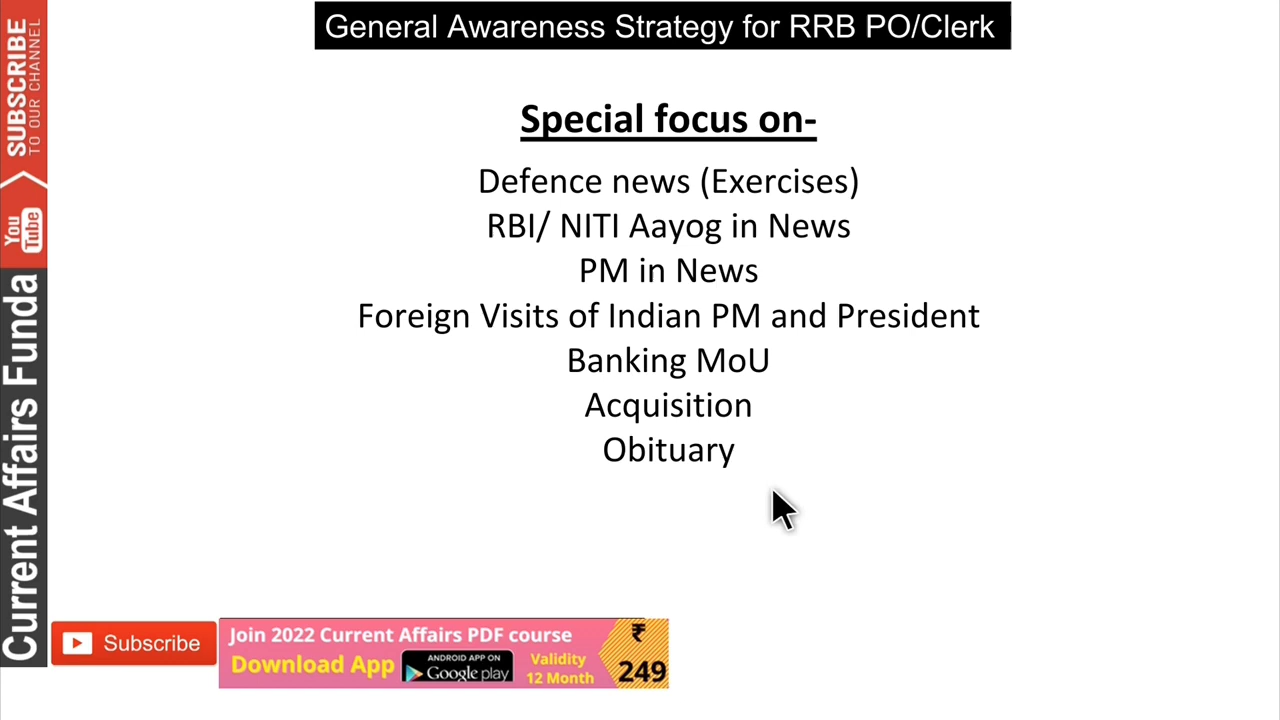 General Awareness Strategy for RRB PO/Clerk
Special focus on-
Defence news (Exercises)
RBI/ NITI Aayog in News
PM in News
Foreign Visits of Indian PM and President
Banking MoU
Acquisition
Obituary
SUBSCRIBE
TO OUR CHANNEL
You
Tube
Current Affairs Funda
Subscribe
Join 2022 Current Affairs PDF course
Download App
ANDROID APP ON
Google play
Validity
12 Month
₹
249